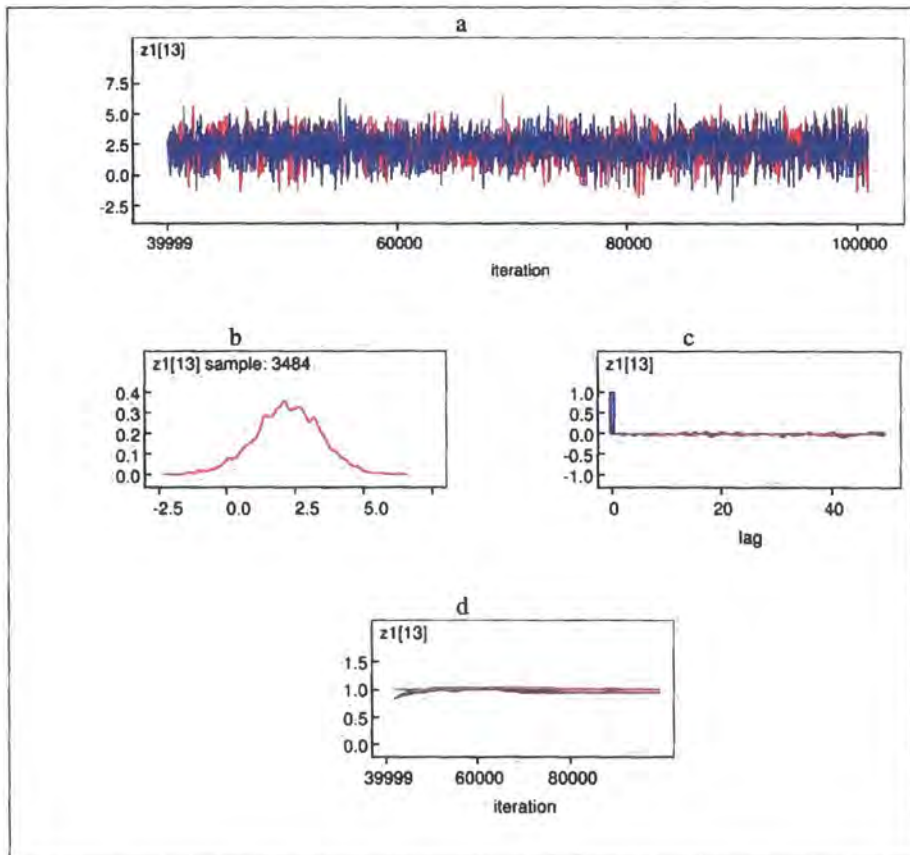 a
z1[13]
7.5
5.0
2.5
0.0
-2.5
39999 60000 80000 100000
iteration
b
z1[13] sample: 3484
0.4
0.3
0.2
0.1
0.0
-2.5 0.0 2.5 5.0
c
z1[13]
1.0
0.5
0.0
-0.5
-1.0
0 20 40
lag
d
z1[13]
1.5
1.0
0.5
0.0
39999 60000 80000
iteration